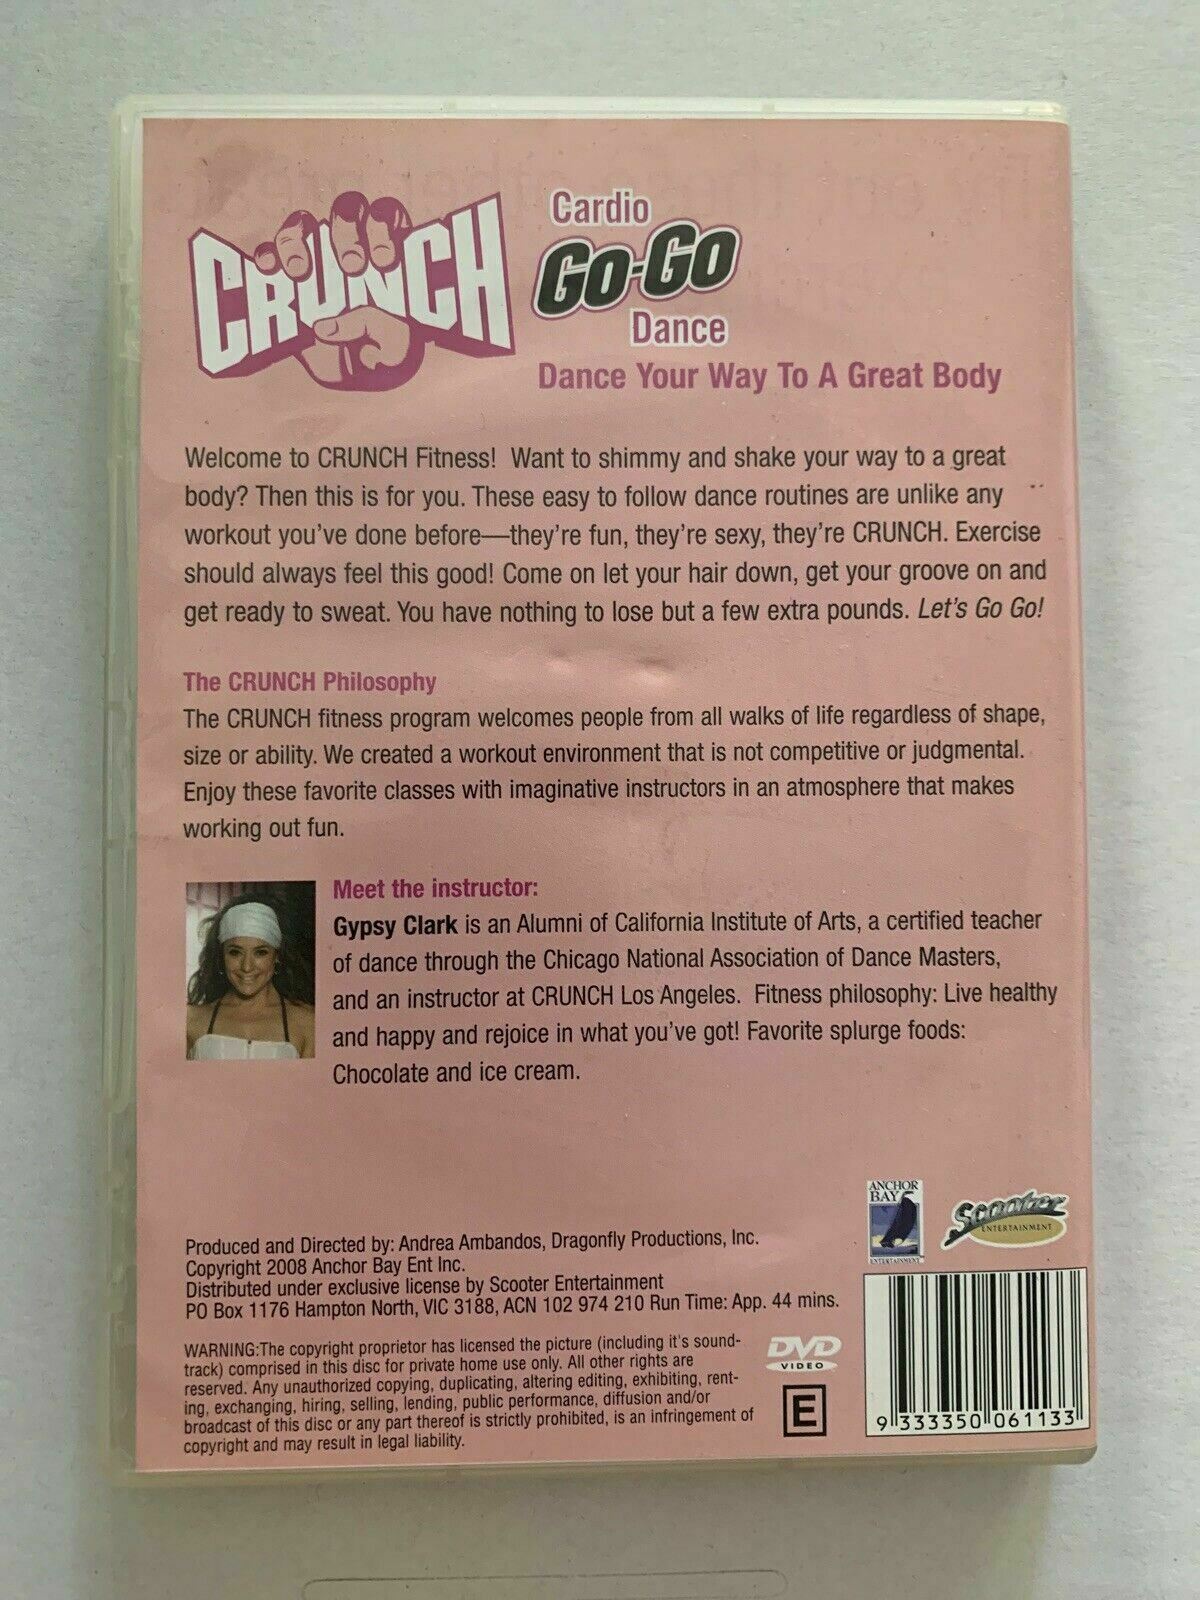 CRUNCH
Cardio
Go-Go
Dance
Dance Your Way To A Great Body
Welcome to CRUNCH Fitness!  Want to shimmy and shake your way to a great
body? Then this is for you. These easy to follow dance routines are unlike any
workout you've done before—they're fun, they're sexy, they're CRUNCH. Exercise
should always feel this good! Come on let your hair down, get your groove on and
get ready to sweat. You have nothing to lose but a few extra pounds. Let's Go Go!
The CRUNCH Philosophy
The CRUNCH fitness program welcomes people from all walks of life regardless of shape,
size or ability. We created a workout environment that is not competitive or judgmental.
Enjoy these favorite classes with imaginative instructors in an atmosphere that makes
working out fun.
Meet the instructor:
Gypsy Clark is an Alumni of California Institute of Arts, a certified teacher
of dance through the Chicago National Association of Dance Masters,
and an instructor at CRUNCH Los Angeles.  Fitness philosophy: Live healthy
and happy and rejoice in what you've got! Favorite splurge foods:
Chocolate and ice cream.
ANCHOR
BAY
ENTERTAINMENT
Scooter
ENTERTAINMENT
Produced and Directed by: Andrea Ambandos, Dragonfly Productions, Inc.
Copyright 2008 Anchor Bay Ent Inc.
Distributed under exclusive license by Scooter Entertainment
PO Box 1176 Hampton North, VIC 3188, ACN 102 974 210 Run Time: App. 44 mins.
WARNING:The copyright proprietor has licensed the picture (including it's sound-
track) comprised in this disc for private home use only. All other rights are
reserved. Any unauthorized copying, duplicating, altering editing, exhibiting, rent-
ing, exchanging, hiring, selling, lending, public performance, diffusion and/or
broadcast of this disc or any part thereof is strictly prohibited, is an infringement of
copyright and may result in legal liability.
DVD
VIDEO
E
9 333350 061133